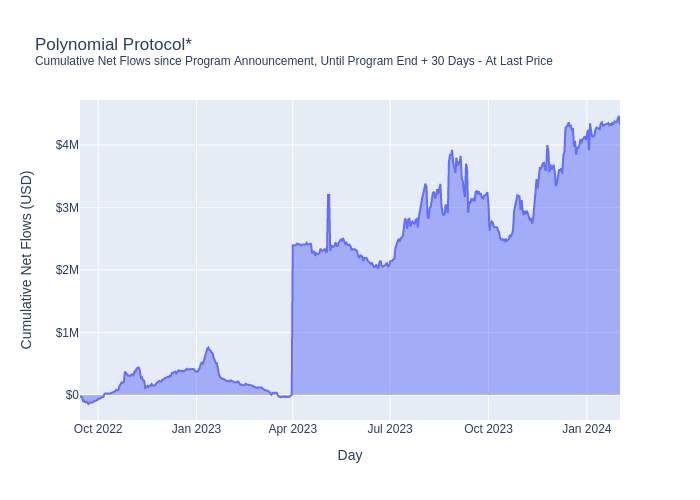 Polynomial Protocol*
Cumulative Net Flows since Program Announcement, Until Program End + 30 Days - At Last Price
Cumulative Net Flows (USD)
$4M
$3M
$2M
$1M
$0
Oct 2022 Jan 2023 Apr 2023 Jul 2023 Oct 2023 Jan 2024
Day